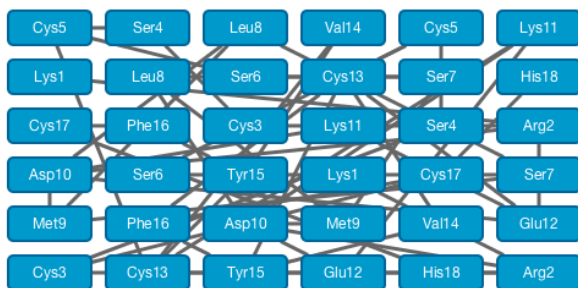 Cys5 Ser4 Leu8 Val14 Cys5 Lys11
Lys1 Leu8 Ser6 Cys13 Ser7 His18
Cys17 Phe16 Cys3 Lys11 Ser4 Arg2
Asp10 Ser6 Tyr15 Lys1 Cys17 Ser7
Met9 Phe16 Asp10 Met9 Val14 Glu12
Cys3 Cys13 Tyr15 Glu12 His18 Arg2